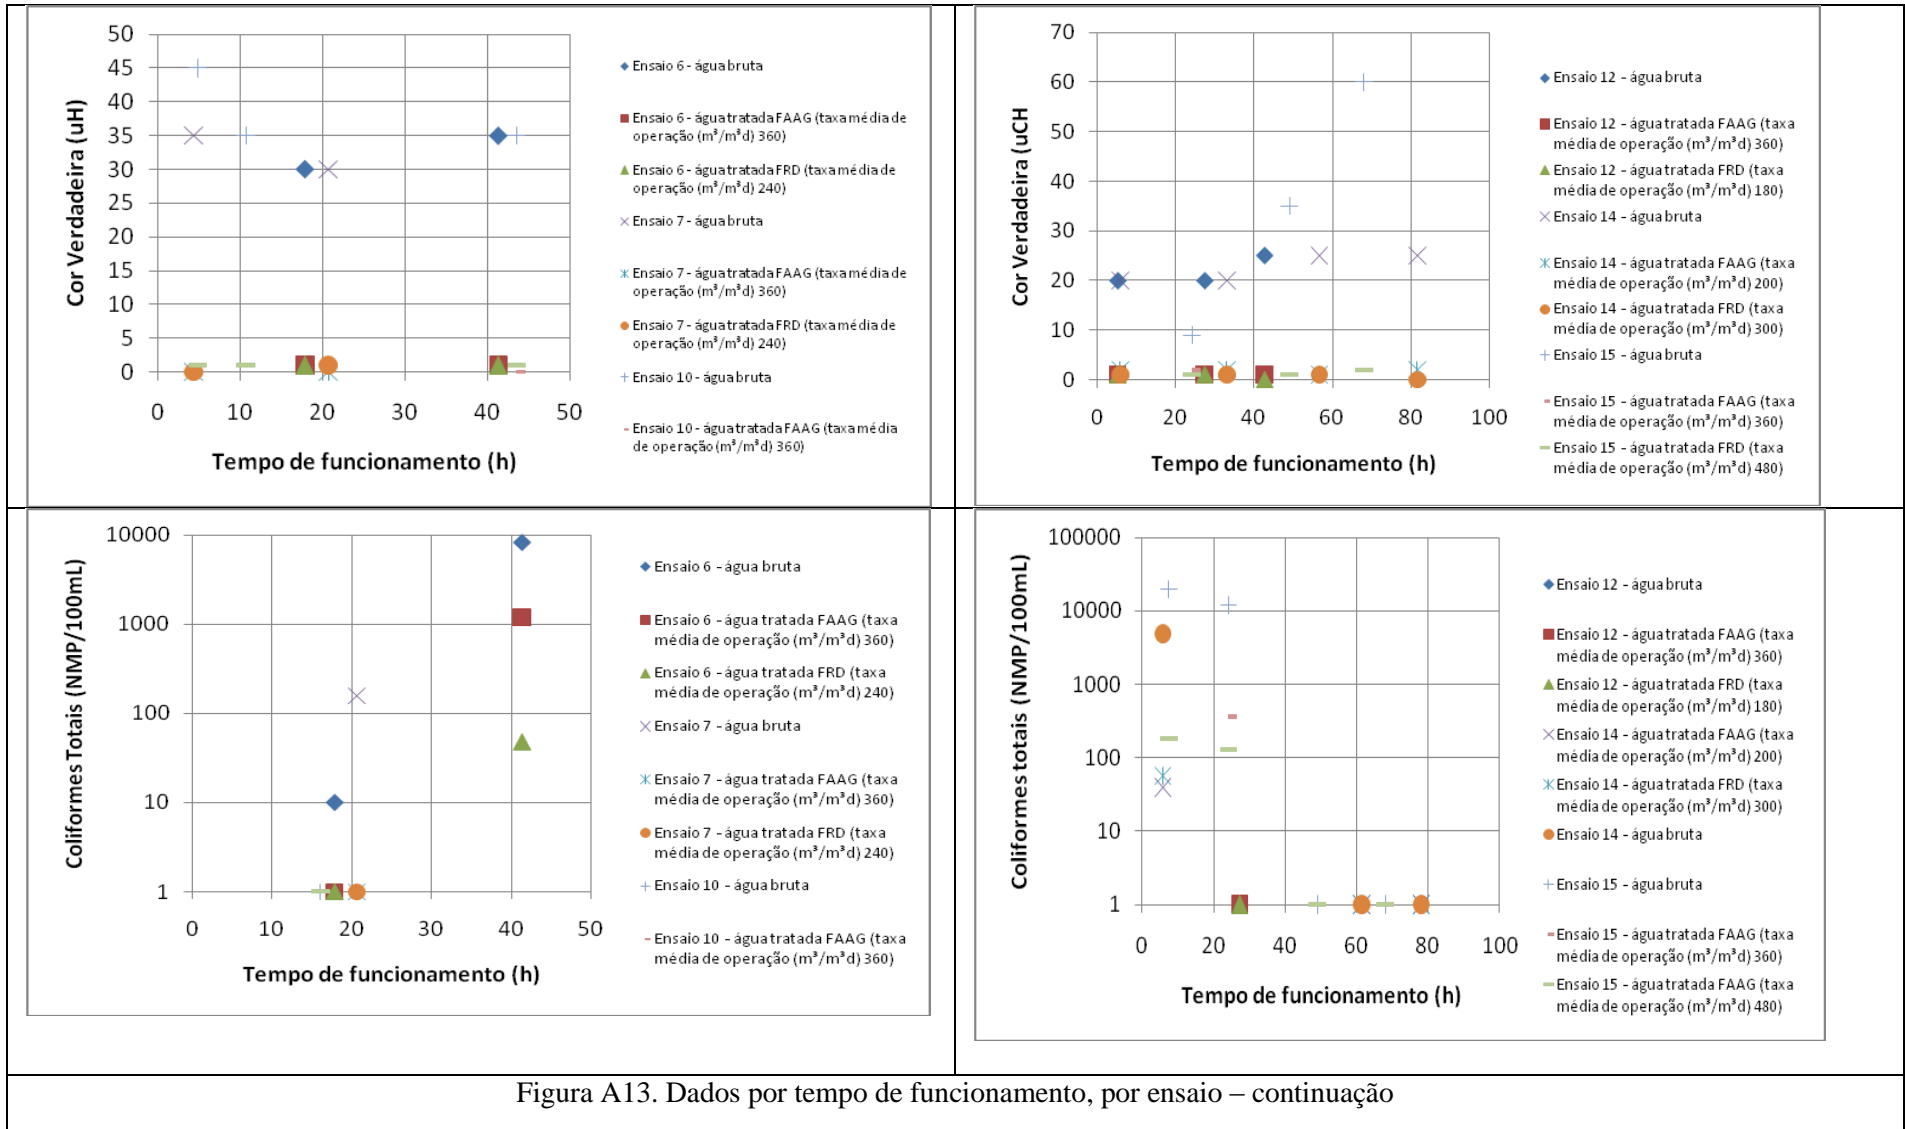 50
45
40
35
30
25
20
15
10
5
0
Cor Verdadeira (uH)
0 10 20 30 40 50
Tempo de funcionamento (h)
Ensaio 6 - água bruta
Ensaio 6 - água tratada FAAG (taxa média de
operação (m³/m³d) 360)
Ensaio 6 - água tratada FRD (taxa média de
operação (m³/m³d) 240)
Ensaio 7 - água bruta
Ensaio 7 - água tratada FAAG (taxa média de
operação (m³/m³d) 360)
Ensaio 7 - água tratada FRD (taxa média de
operação (m³/m³d) 240)
Ensaio 10 - água bruta
Ensaio 10 - água tratada FAAG (taxa média
de operação (m³/m³d) 360)
70
60
50
40
30
20
10
0
Cor Verdadeira (uCH
0 20 40 60 80 100
Tempo de funcionamento (h)
Ensaio 12 - água bruta
Ensaio 12 - água tratada FAAG (taxa
média de operação (m³/m³d) 360)
Ensaio 12 - água tratada FRD (taxa
média de operação (m³/m³d) 180)
Ensaio 14 - água bruta
Ensaio 14 - água tratada FAAG (taxa
média de operação (m³/m³d) 200)
Ensaio 14 - água tratada FRD (taxa
média de operação (m³/m³d) 300)
Ensaio 15 - água bruta
Ensaio 15 - água tratada FAAG (taxa
média de operação (m³/m³d) 360)
Ensaio 15 - água tratada FRD (taxa
média de operação (m³/m³d) 480)
10000
1000
100
10
1
Coliformes Totais (NMP/100mL)
0 10 20 30 40 50
Tempo de funcionamento (h)
Ensaio 6 - água bruta
Ensaio 6 - água tratada FAAG (taxa
média de operação (m³/m³d) 360)
Ensaio 6 - água tratada FRD (taxa
média de operação (m³/m³d) 240)
Ensaio 7 - água bruta
Ensaio 7 - água tratada FAAG (taxa
média de operação (m³/m³d) 360)
Ensaio 7 - água tratada FRD (taxa
média de operação (m³/m³d) 240)
Ensaio 10 - água bruta
Ensaio 10 - água tratada FAAG (taxa
média de operação (m³/m³d) 360)
100000
10000
1000
100
10
1
Coliformes totais (NMP/100mL)
0 20 40 60 80 100
Tempo de funcionamento (h)
Ensaio 12 - água bruta
Ensaio 12 - água tratada FAAG (taxa
média de operação (m³/m³d) 360)
Ensaio 12 - água tratada FRD (taxa
média de operação (m³/m³d) 180)
Ensaio 14 - água tratada FAAG (taxa
média de operação (m³/m³d) 200)
Ensaio 14 - água tratada FRD (taxa
média de operação (m³/m³d) 300)
Ensaio 14 - água bruta
Ensaio 15 - água bruta
Ensaio 15 - água tratada FAAG (taxa
média de operação (m³/m³d) 360)
Ensaio 15 - água tratada FAAG (taxa
média de operação (m³/m³d) 480)
Figura A13. Dados por tempo de funcionamento, por ensaio – continuação